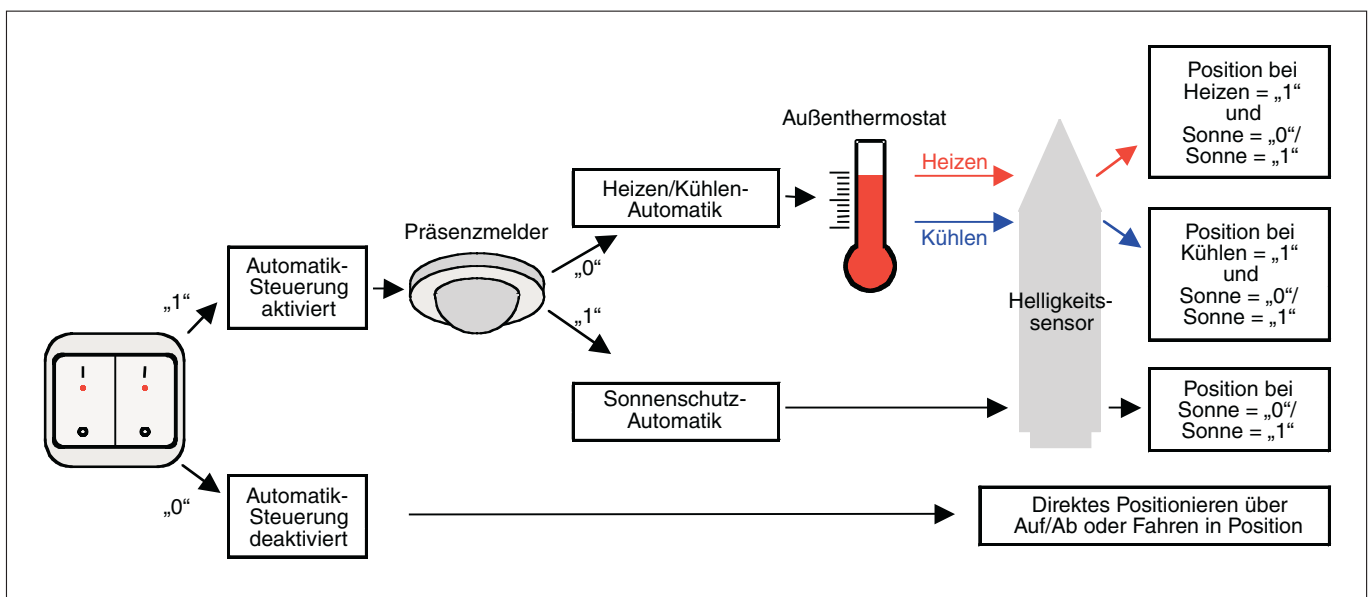 Position bei
Heizen = „1“
und
Sonne = „0“/
Sonne = „1“
Außenthermostat
Heizen
Heizen/Kühlen-
Automatik
Kühlen
Präsenzmelder
Position bei
Kühlen = „1“
und
Sonne = „0“/
Sonne = „1“
„0“
Automatik-
Steuerung
aktiviert
„1“
„1“
Helligkeits-
sensor
Sonnenschutz-
Automatik
Position bei
Sonne = „0“/
Sonne = „1“
„0“
Automatik-
Steuerung
deaktiviert
Direktes Positionieren über
Auf/Ab oder Fahren in Position